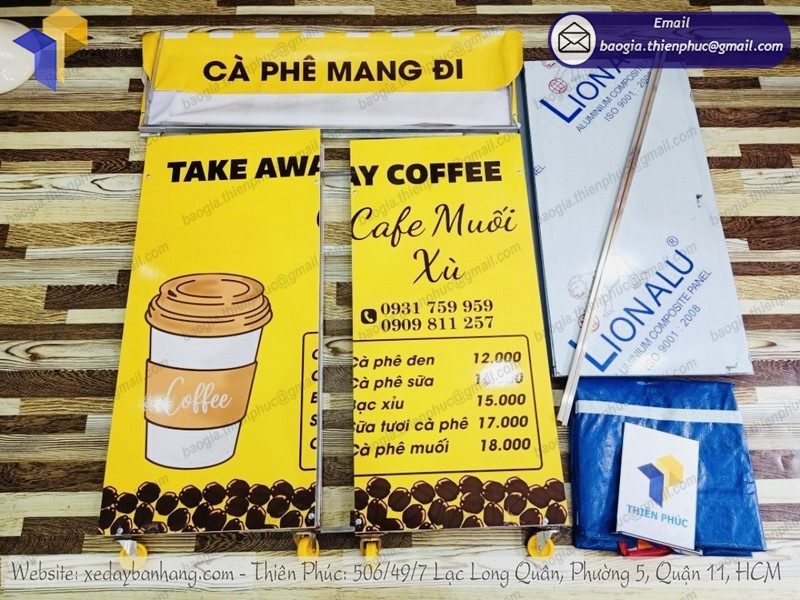 Email
baogia.thienphuc@gmail.com
CÀ PHÊ MANG ĐI
TAKE AWAY COFFEE
Cafe Muối
Xù
0931 759 959
0909 811 257
Coffee
Cà phê đen 12.000
Cà phê sữa
Bạc xỉu 15.000
Sữa tươi cà phê 17.000
Cà phê muối 18.000
LIONALU
ALUMINIUM COMPOSITE PANEL
ISO 9001 : 2008
LIONALU®
ALUMINIUM COMPOSITE PANEL
ISO 9001 : 2008
THIÊN PHÚC
Website: xedaybanhang.com - Thiên Phúc: 506/49/7 Lạc Long Quân, Phường 5, Quận 11, HCM